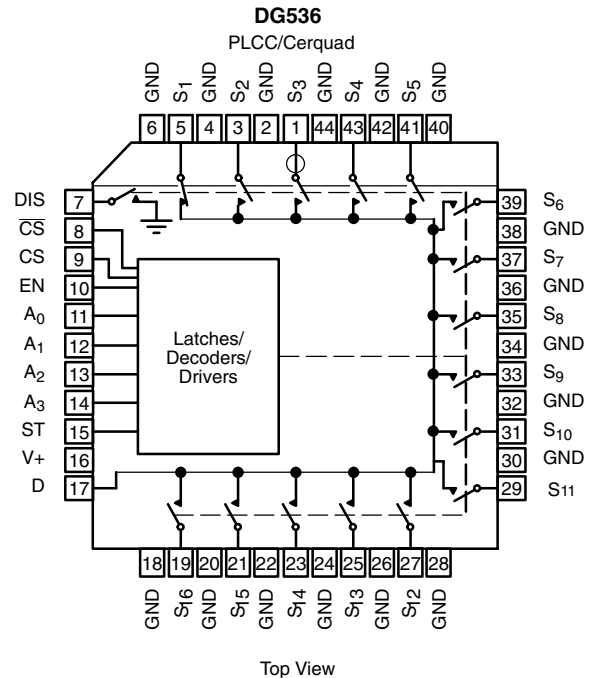 DG536
PLCC/Cerquad
GND S1 GND S2 GND S3 GND S4 GND S5 GND
6 5 4 3 2 1 44 43 42 41 40
DIS 7
CS 8
CS 9
EN 10
A0 11
A1 12
A2 13
A3 14
ST 15
V+ 16
D 17
Latches/
Decoders/
Drivers
39 S6
38 GND
37 S7
36 GND
35 S8
34 GND
33 S9
32 GND
31 S10
30 GND
29 S11
18 19 20 21 22 23 24 25 26 27 28
GND S16 GND S15 GND S14 GND S13 GND S12 GND
Top View